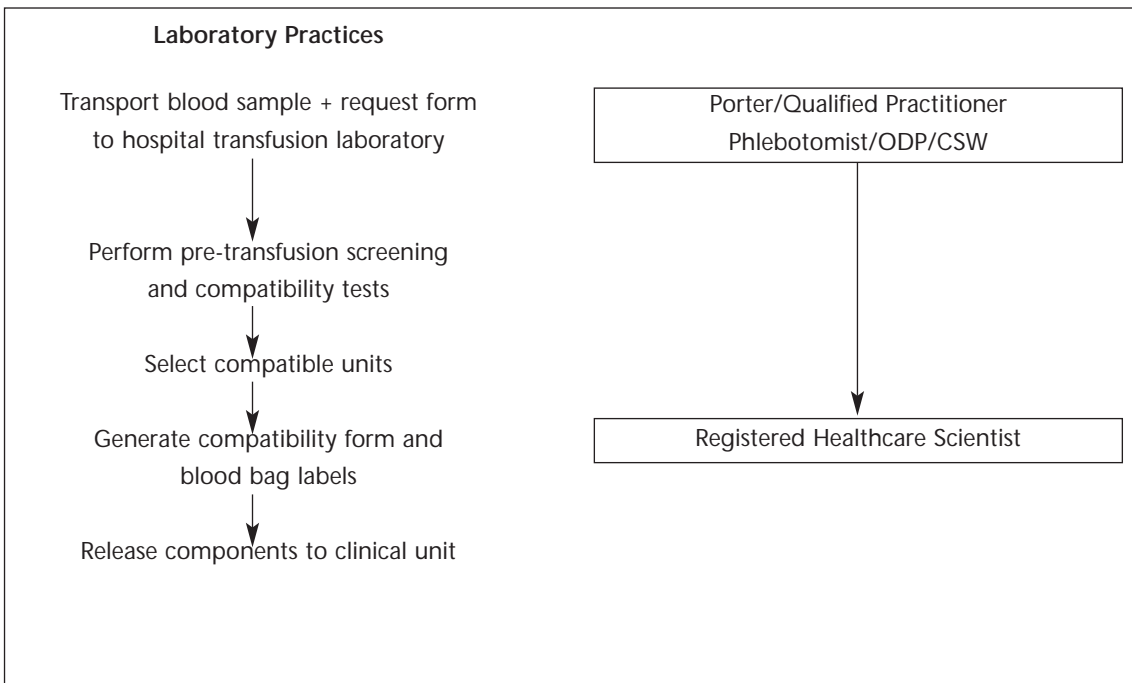 Laboratory Practices
Transport blood sample + request form
to hospital transfusion laboratory
Perform pre-transfusion screening
and compatibility tests
Select compatible units
Generate compatibility form and
blood bag labels
Release components to clinical unit
Porter/Qualified Practitioner
Phlebotomist/ODP/CSW
Registered Healthcare Scientist